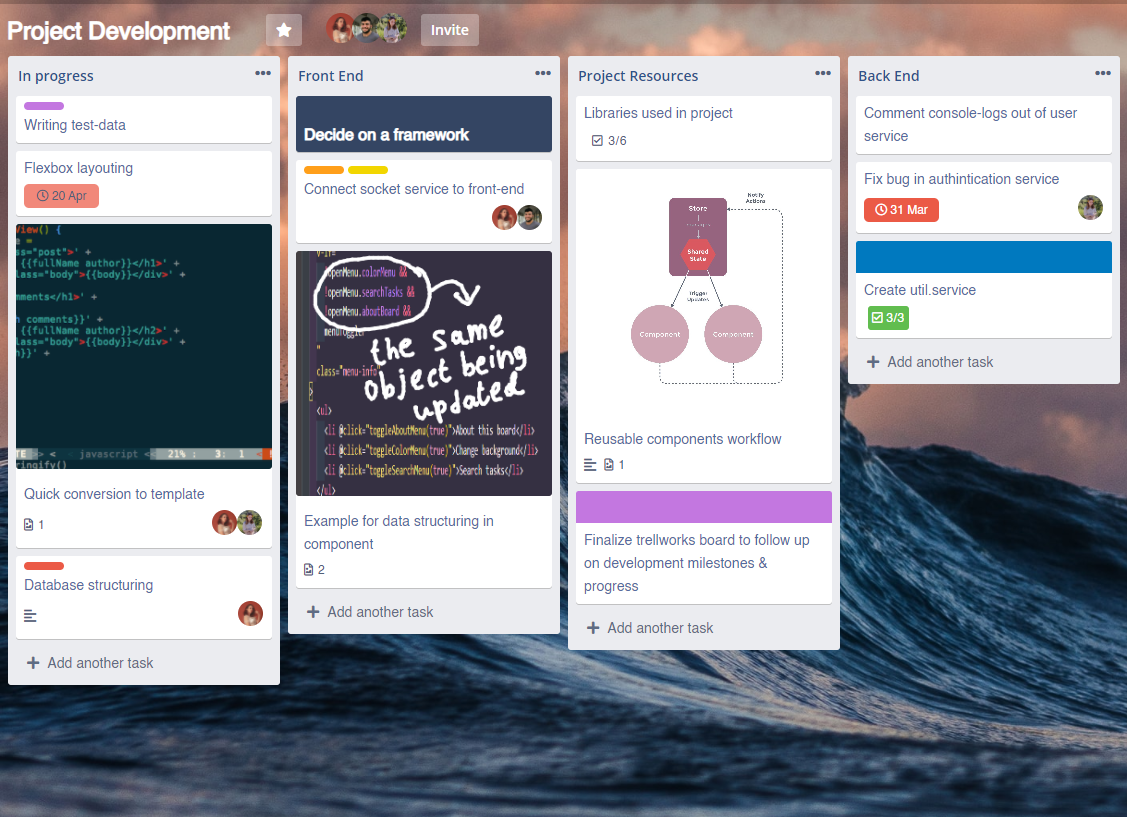 Project Development
Invite
In progress
Writing test-data
Flexbox layouting
20 Apr
View() {
e =
ss="post">' +
{{fullName author}}</h1>' +
lass="body">{{body}}</div>' +
mments</h1>' +
h comments}}' +
{{fullName author}}</h2>' +
lass="body">{{body}}</div>' +
h}}' +
TE >> < javascript << 21% : 3: 1 <
ringify()
Quick conversion to template
1
Database structuring
Add another task
Front End
Decide on a framework
Connect socket service to front-end
v-if=
!openMenu.colorMenu &&
!openMenu.searchTasks &&
!openMenu.aboutBoard &&
menuToggler
"
class="menu-info"
>
the same
object being
updated
<ul>
<li @click="toggleAboutMenu(true)">About this board</li>
<li @click="toggleColorMenu(true)">Change background</li>
<li @click="toggleSearchMenu(true)">Search tasks</li>
</ul>
Example for data structuring in
component
2
Add another task
Project Resources
Libraries used in project
3/6
Notify
Actions
Store
Shared
State
Trigger
Updates
Component
Component
Reusable components workflow
1
Finalize trellworks board to follow up
on development milestones &
progress
Add another task
Back End
Comment console-logs out of user
service
Fix bug in authintication service
31 Mar
Create util.service
3/3
Add another task